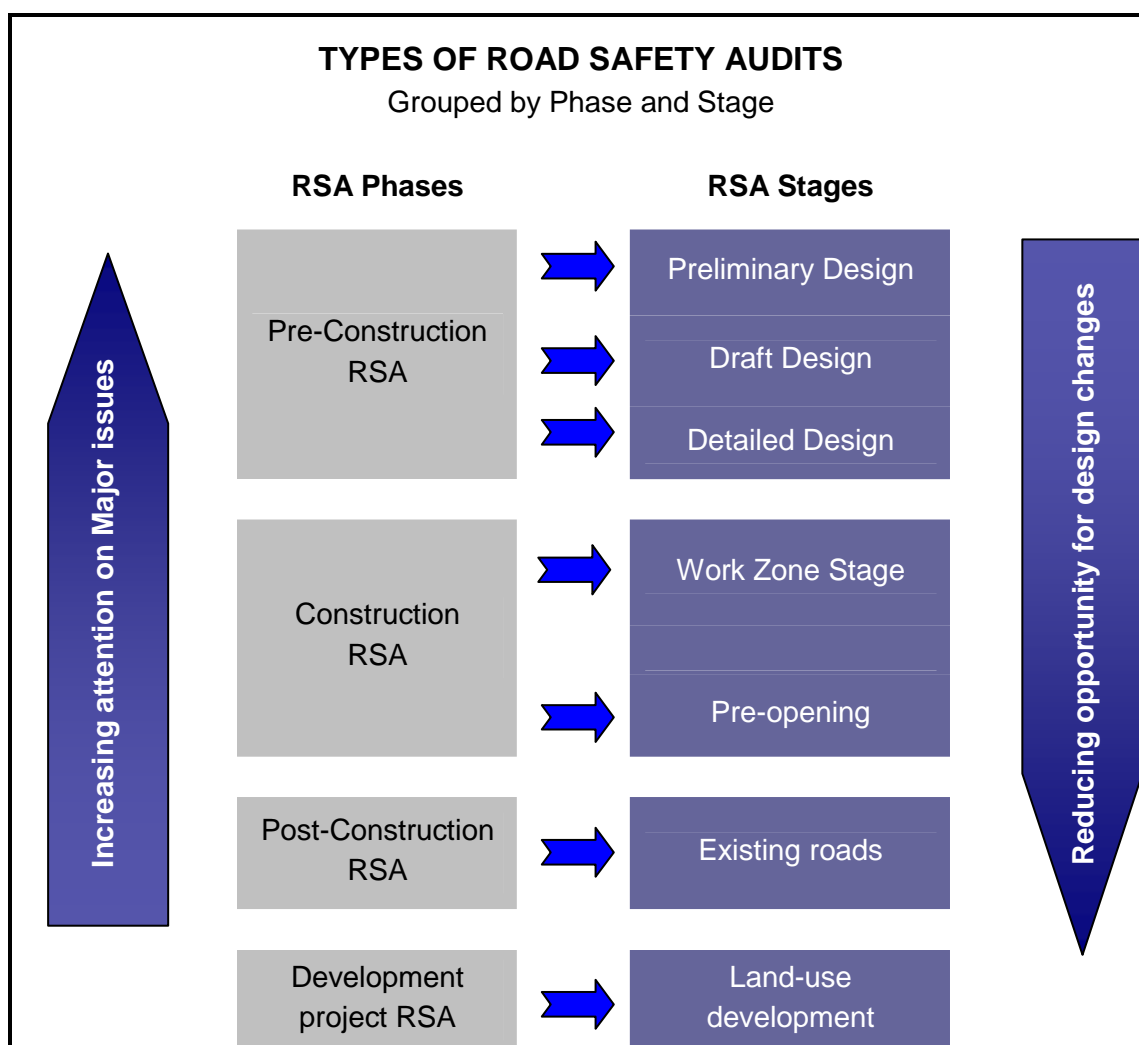 TYPES OF ROAD SAFETY AUDITS
Grouped by Phase and Stage
RSA Phases
RSA Stages
Increasing attention on Major issues
Pre-Construction
RSA
Preliminary Design
Draft Design
Detailed Design
Construction
RSA
Work Zone Stage
Pre-opening
Post-Construction
RSA
Existing roads
Development
project RSA
Land-use
development
Reducing opportunity for design changes